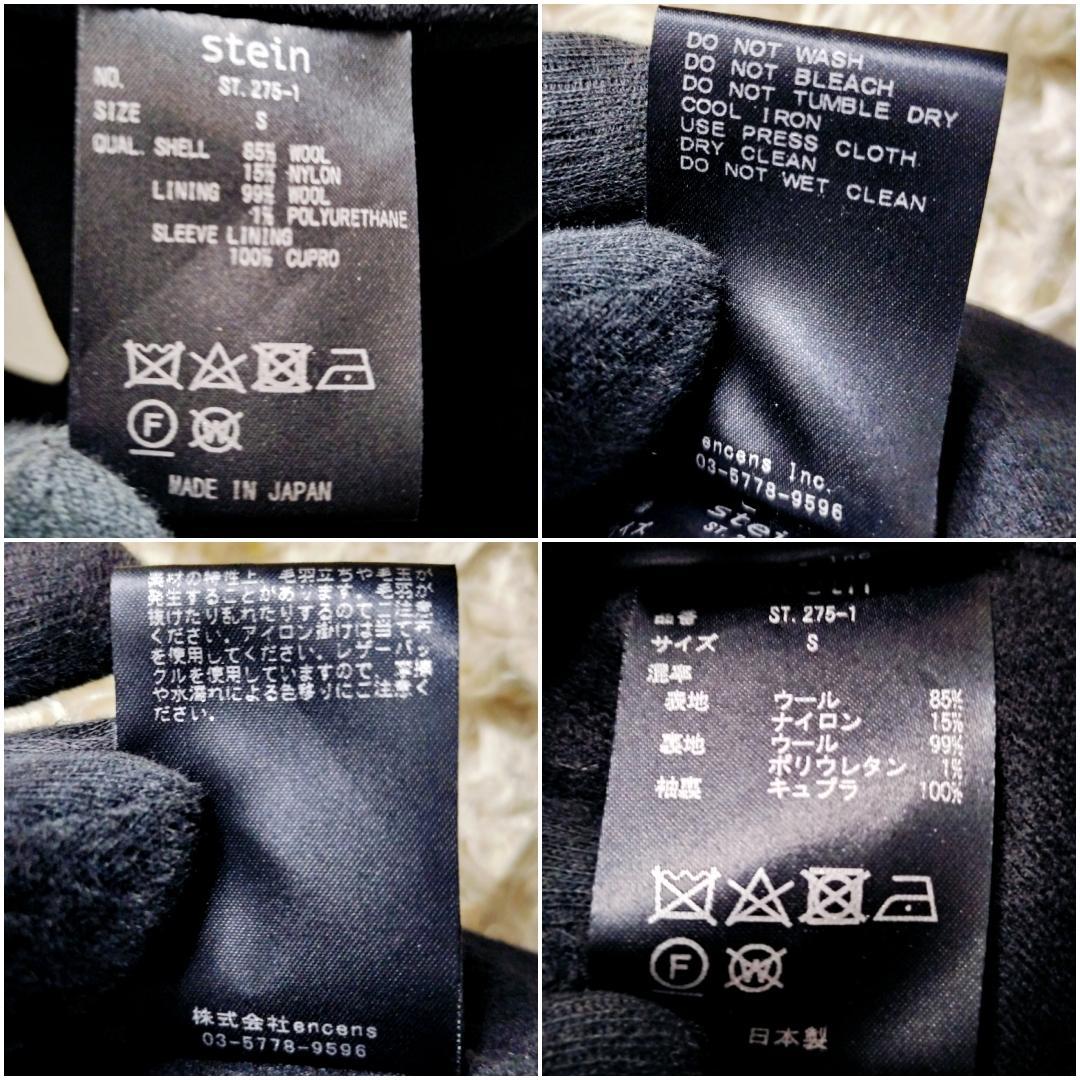 stein
NO. ST.275-1
SIZE S
QUAL. SHELL 85% WOOL
15% NYLON
LINING 99% WOOL
1% POLYURETHANE
SLEEVE LINING
100% CUPRO
F W
MADE IN JAPAN
DO NOT WASH
DO NOT BLEACH
DO NOT TUMBLE DRY
COOL IRON
USE PRESS CLOTH
DRY CLEAN
DO NOT WET CLEAN
encens Inc.
03-5778-9596
素材の特性上、毛羽立ちや毛玉が
発生することがあります。毛羽が
抜けたり乱れたりするのでご注意
ください。アイロン掛けは当て布
を使用してください。レザーバッ
クルを使用していますので、摩擦
や水濡れによる色移りにご注意く
ださい。
株式会社encens
03-5778-9596
品番 ST.275-1
サイズ S
混率
表地 ウール 85%
ナイロン 15%
裏地 ウール 99%
ポリウレタン 1%
袖裏 キュプラ 100%
F W
日本製